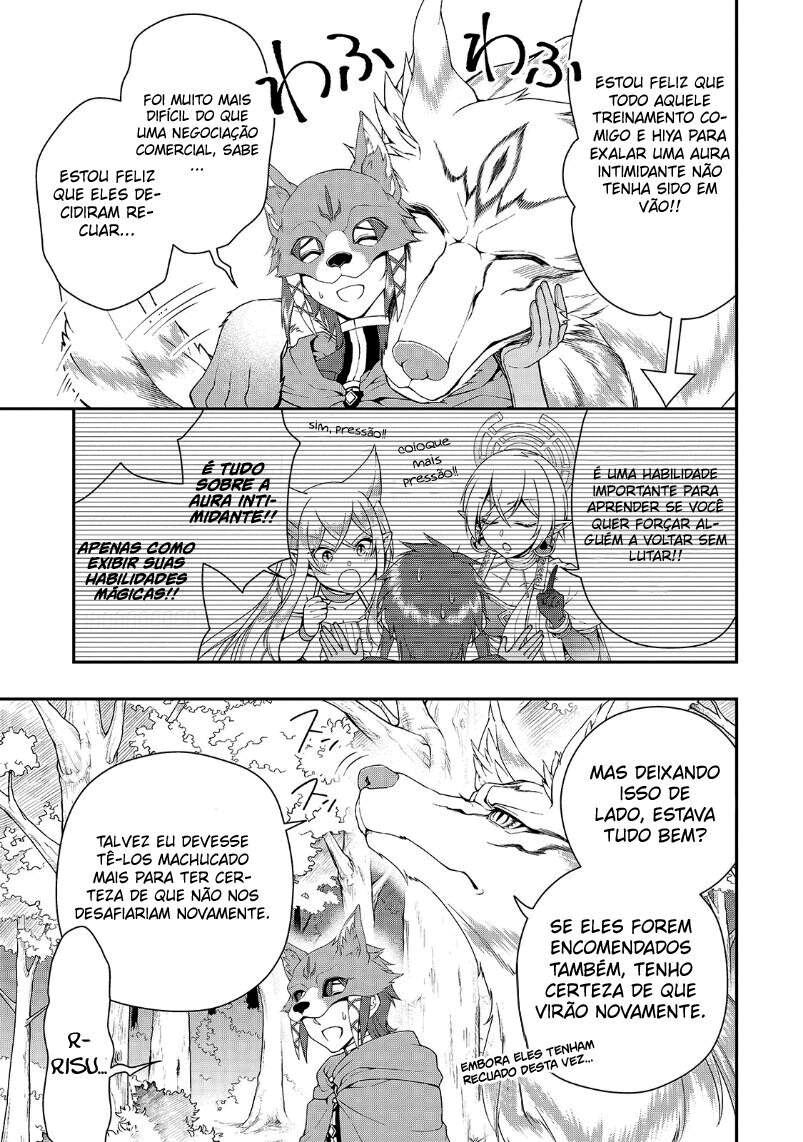 わふ
わふ
ESTOU FELIZ QUE
TODO AQUELE
TREINAMENTO CO-
MIGO E HIYA PARA
EXALAR UMA AURA
INTIMIDANTE NÃO
TENHA SIDO EM
VÃO!!
FOI MUITO MAIS
DIFÍCIL DO QUE
UMA NEGOCIAÇÃO
COMERCIAL, SABE
...
ESTOU FELIZ
QUE ELES DE-
CIDIRAM RE-
CUAR...
É UMA HABILIDADE
IMPORTANTE PARA
APRENDER SE VOCÊ
QUER FORÇAR AL-
GUÉM A VOLTAR SEM
LUTAR!!
COLOQUE
MAIS
PRESSÃO!!
SIM, PRESSÃO!!
É TUDO
SOBRE A
AURA INTI-
MIDANTE!!
APENAS COMO
EXIBIR SUAS
HABILIDADES
MÁGICAS!!
MAS DEIXANDO
ISSO DE
LADO, ESTAVA
TUDO BEM?
SE ELES FOREM
ENCOMENDADOS
TAMBÉM, TENHO
CERTEZA DE QUE
VIRÃO NOVAMENTE.
EMBORA ELES TENHAM
RECUADO DESTA VEZ...
TALVEZ EU DEVESSE
TÊ-LOS MACHUCADO
MAIS PARA TER CER-
TEZA DE QUE NÃO NOS
DESAFIARIAM NOVAMENTE.
R-
RISU...